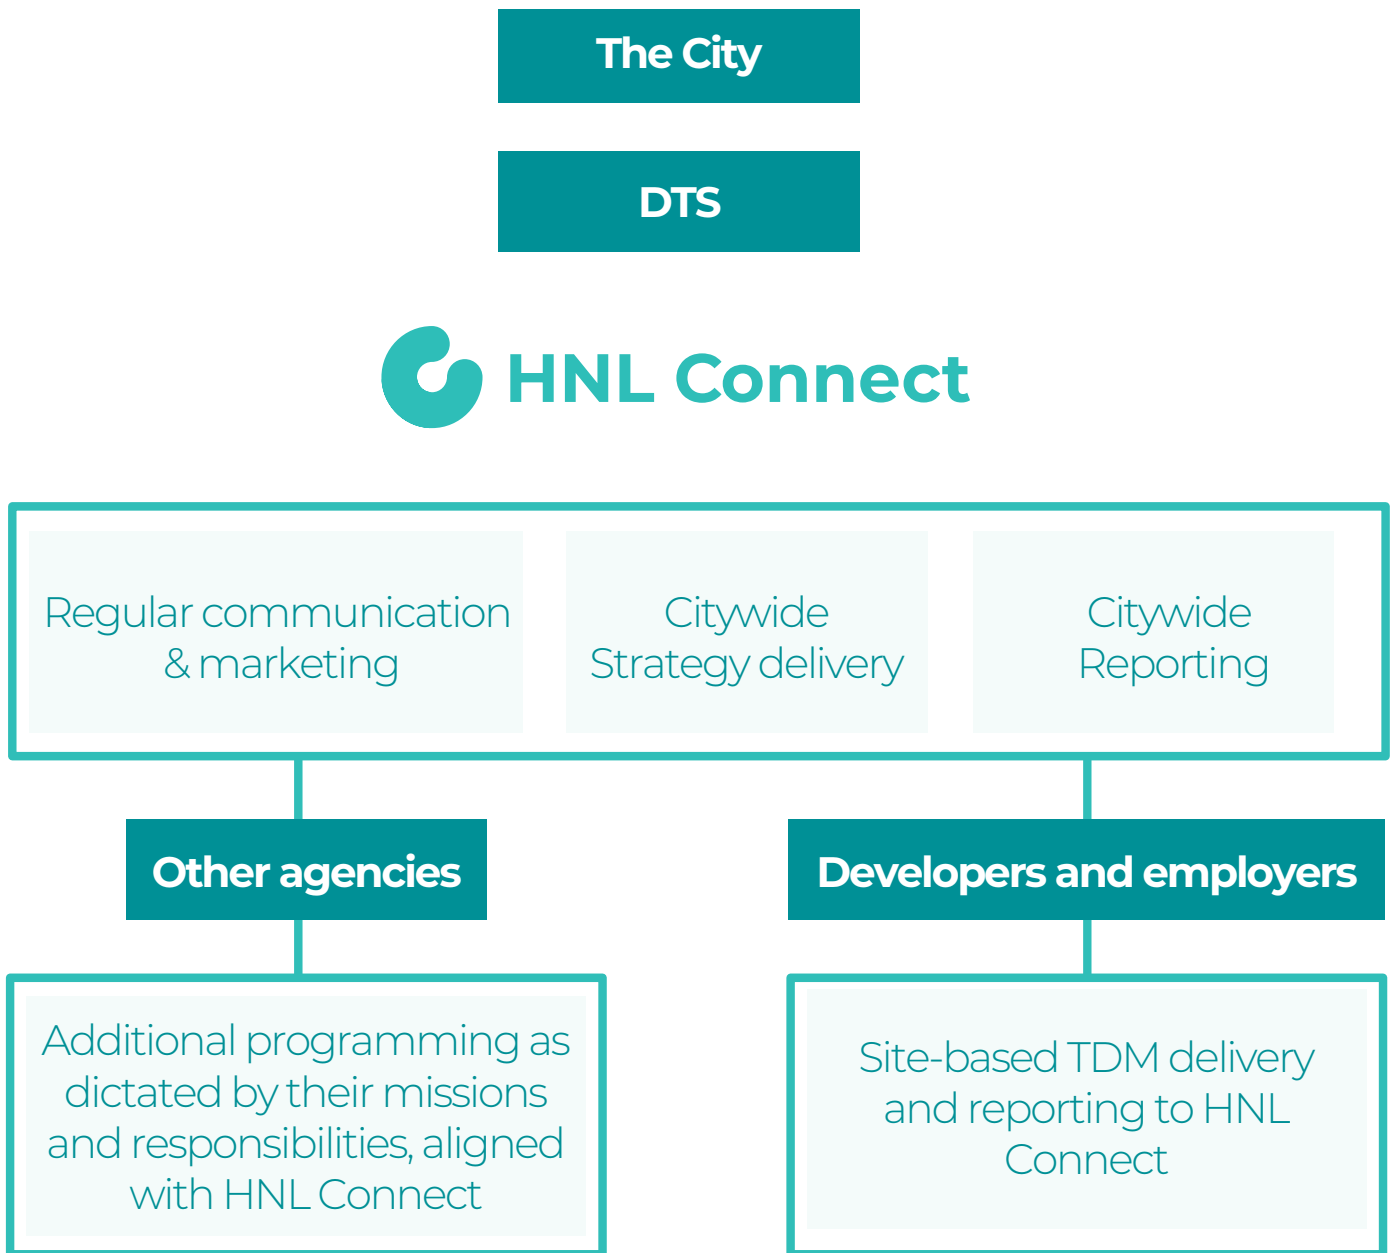 The City
DTS
HNL Connect
Regular communication
& marketing
Citywide
Strategy delivery
Citywide
Reporting
Other agencies
Developers and employers
Additional programming as
dictated by their missions
and responsibilities, aligned
with HNL Connect
Site-based TDM delivery
and reporting to HNL
Connect